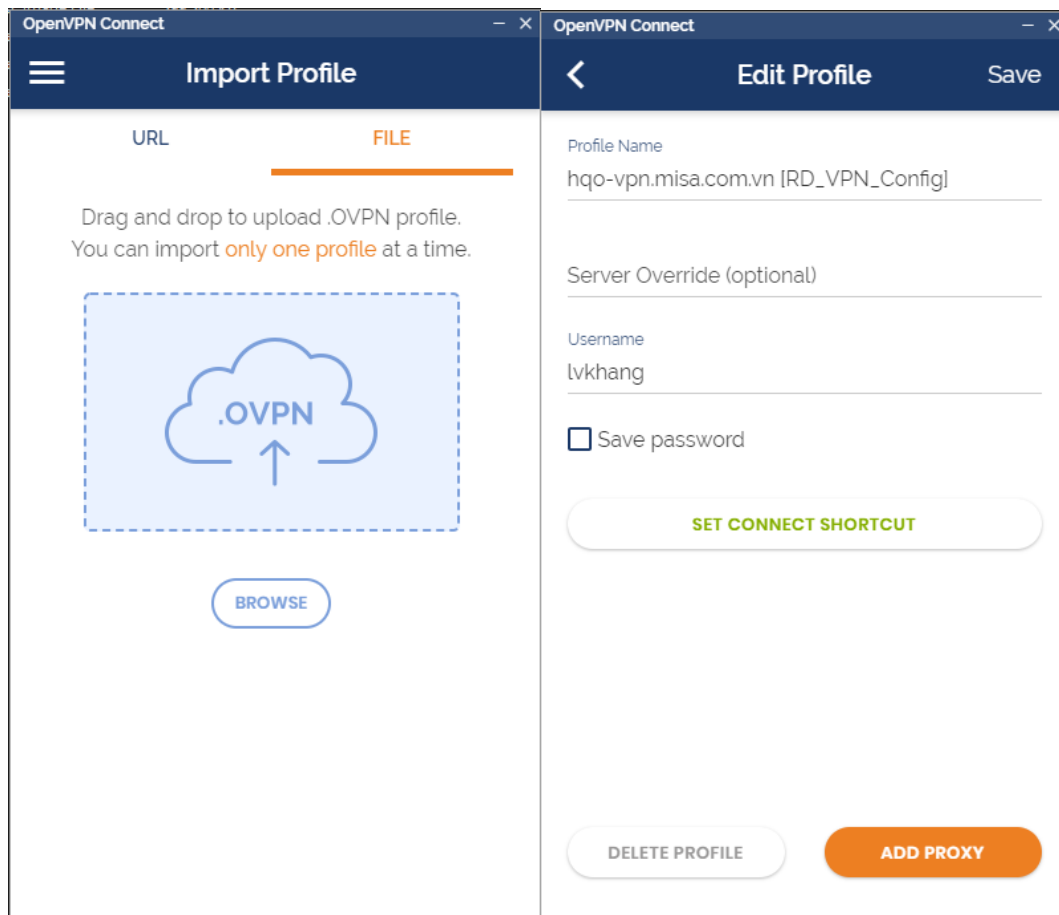 OpenVPN Connect
Import Profile
URL
FILE
Drag and drop to upload .OVPN profile.
You can import only one profile at a time.
.OVPN
BROWSE
OpenVPN Connect
Edit Profile
Save
Profile Name
hqo-vpn.misa.com.vn [RD_VPN_Config]
Server Override (optional)
Username
lvkhang
Save password
SET CONNECT SHORTCUT
DELETE PROFILE
ADD PROXY